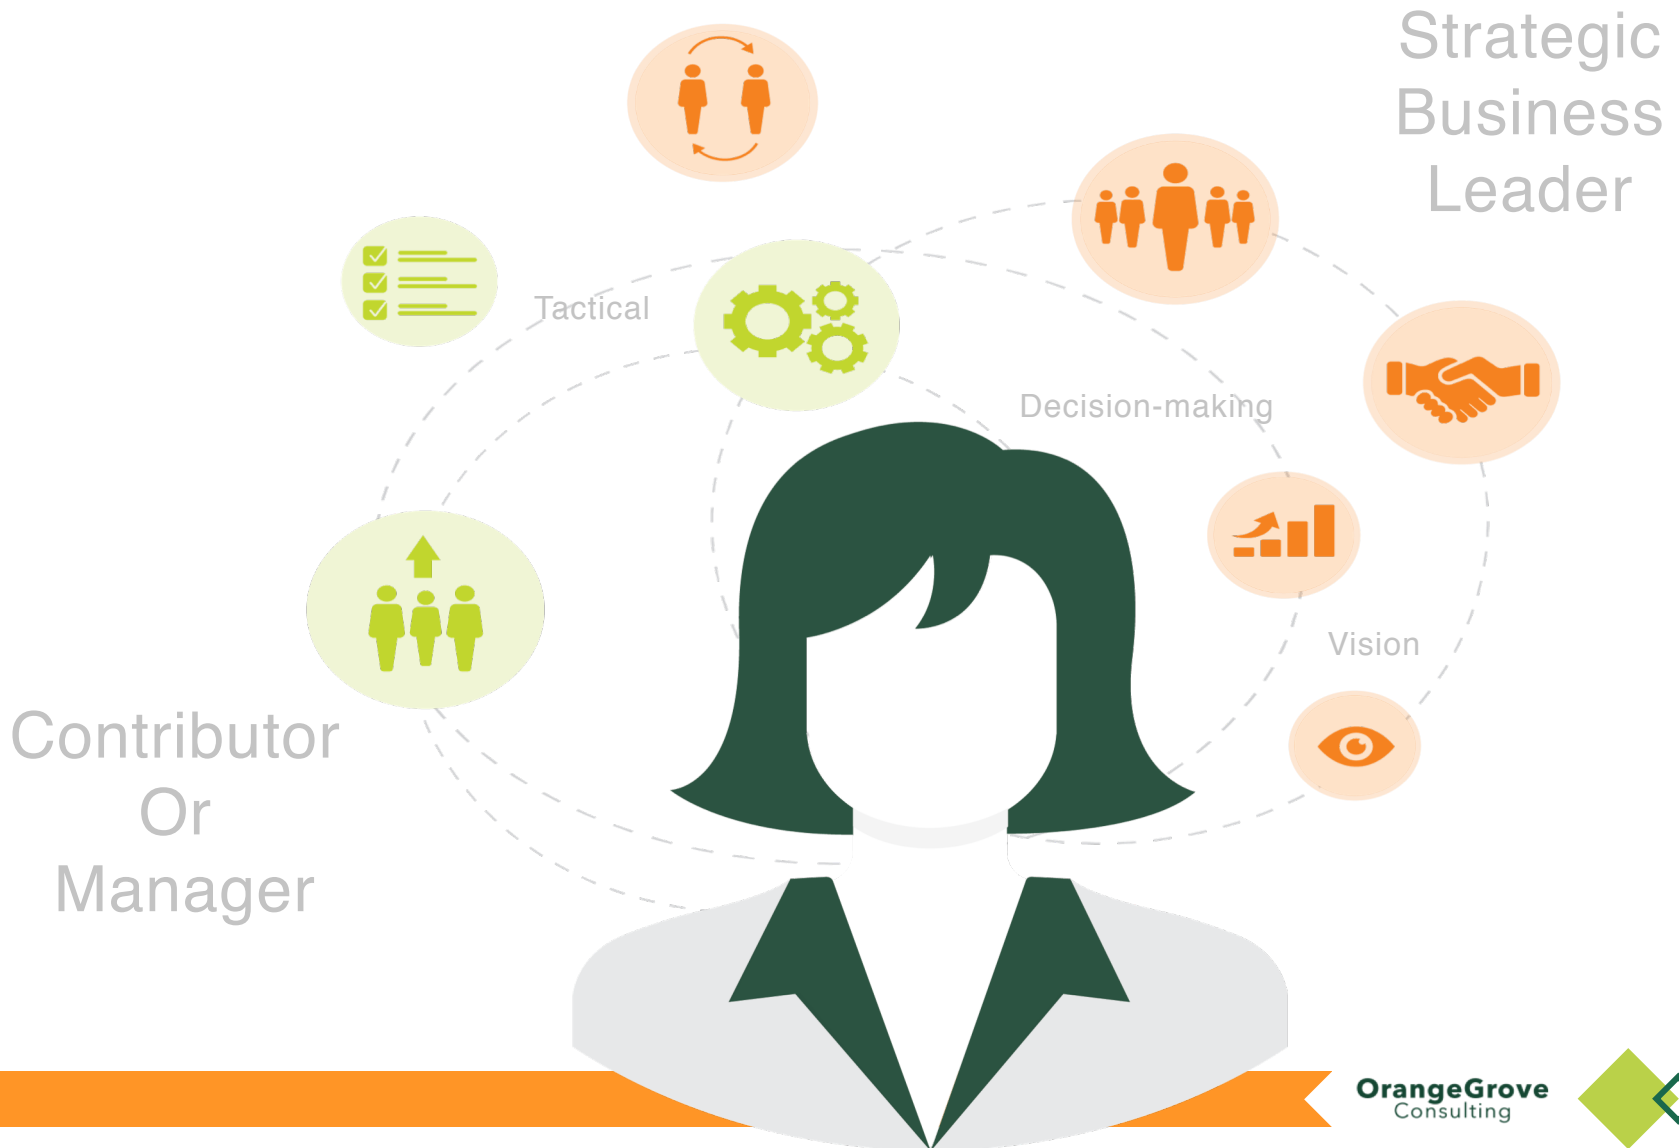 Strategic
Business
Leader
Tactical
Decision-making
Vision
Contributor
Or
Manager
OrangeGrove
Consulting